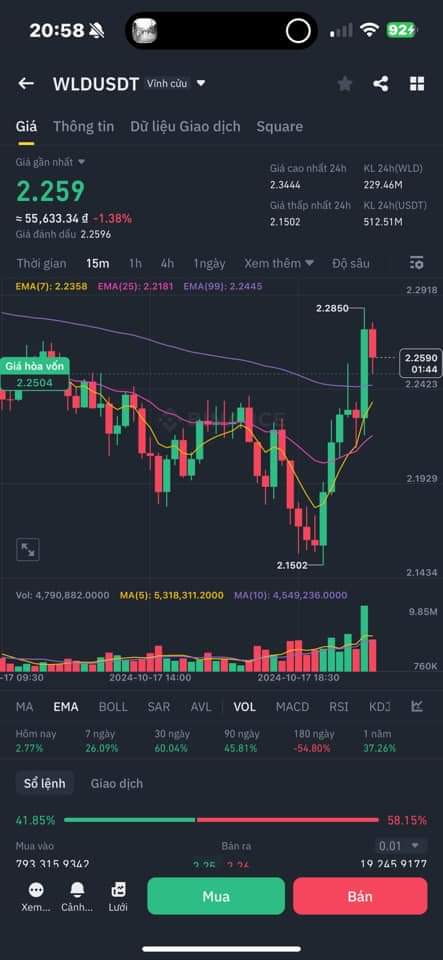 20:58
92
WLDUSDT Vĩnh cửu
Giá Thông tin Dữ liệu Giao dịch Square
Giá gần nhất
2.259
≈ 55,633.34 ₫ -1.38%
Giá đánh dấu 2.2596
Giá cao nhất 24h KL 24h(WLD)
2.3444 229.46M
Giá thấp nhất 24h KL 24h(USDT)
2.1502 512.51M
Thời gian 15m 1h 4h 1ngày Xem thêm Độ sâu
EMA(7): 2.2358 EMA(25): 2.2181 EMA(99): 2.2445
2.2918
2.2850
2.2590
01:44
Giá hòa vốn
2.2504
2.2423
BINANCE
2.1929
2.1502
2.1434
Vol: 4,790,882.0000 MA(5): 5,318,311.2000 MA(10): 4,549,236.0000
9.85M
760K
-17 09:30 2024-10-17 14:00 2024-10-17 18:30
MA EMA BOLL SAR AVL VOL MACD RSI KDJ
Hôm nay 7 ngày 30 ngày 90 ngày 180 ngày 1 năm
2.77% 26.09% 60.04% 45.81% -54.80% 37.26%
Sổ lệnh Giao dịch
41.85% 58.15%
Mua vào Bán ra 0.01
793,315.9342 2.25 2.26 19,245.9177
Xem... Cảnh... Lưới Mua Bán